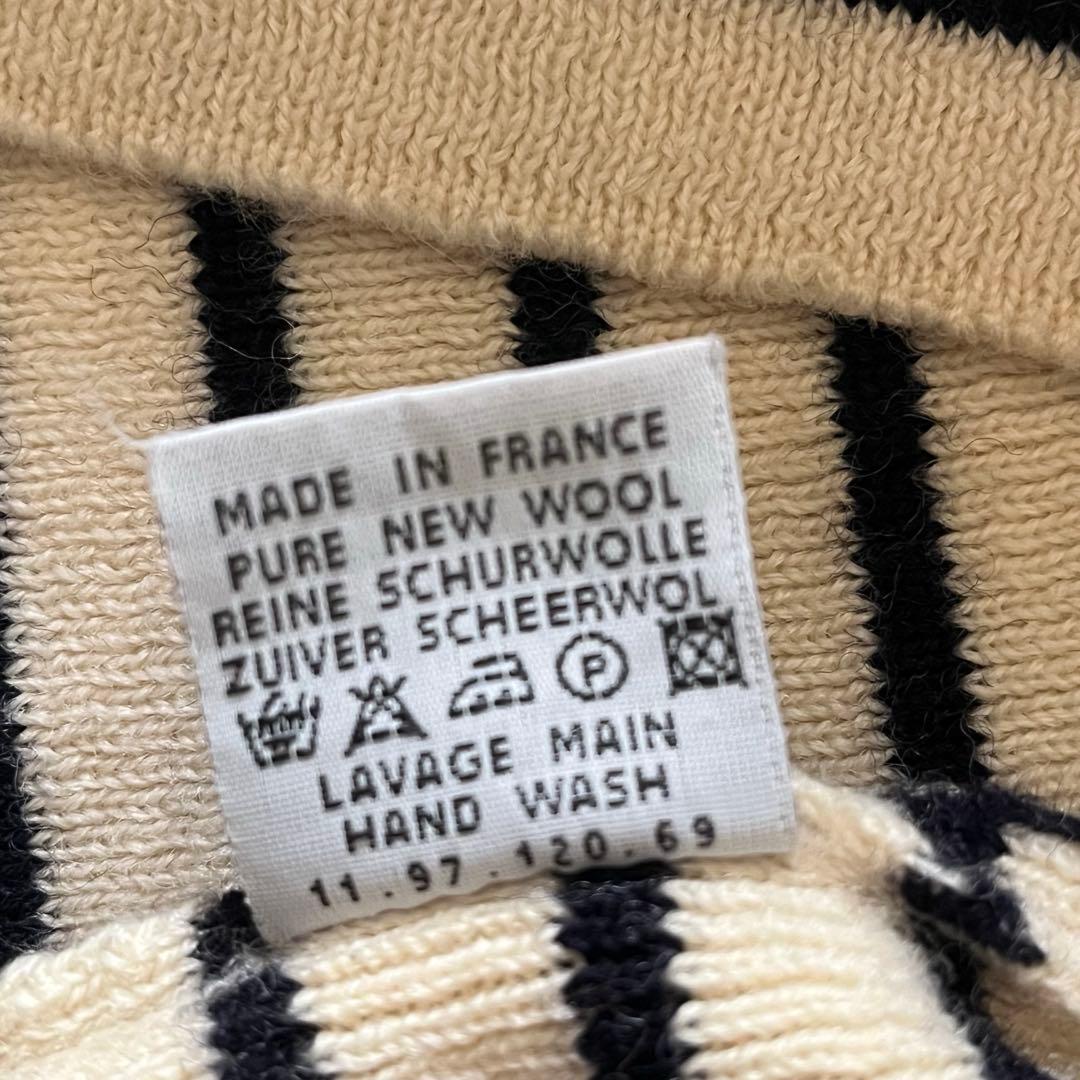 MADE IN FRANCE
PURE NEW WOOL
REINE SCHURWOLLE
ZUIVER SCHEERWOL
P
LAVAGE MAIN
HAND WASH
11.97.120.69